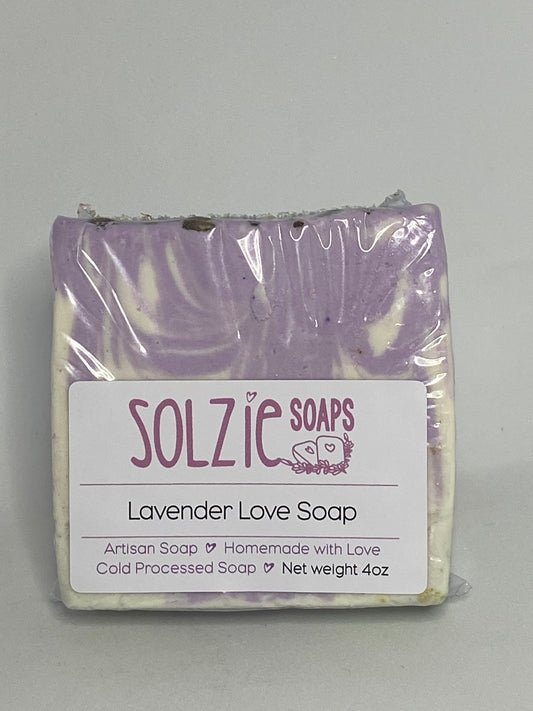 SOLZiE SOAPS
Lavender Love Soap
Artisan Soap ♡ Homemade with Love
Cold Processed Soap ♡ Net weight 4oz